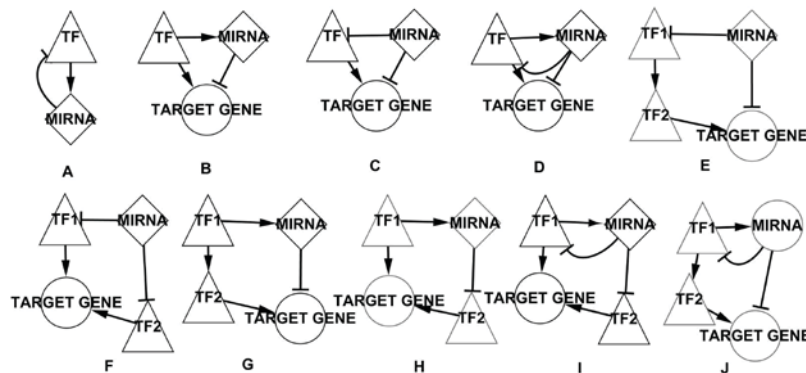 TF
MIRNA
A
TF
MIRNA
TARGET GENE
B
TF
MIRNA
TARGET GENE
C
TF
MIRNA
TARGET GENE
D
TF1
MIRNA
TF2
TARGET GENE
E
TF1
MIRNA
TARGET GENE
TF2
F
TF1
MIRNA
TF2
TARGET GENE
G
TF1
MIRNA
TARGET GENE
TF2
H
TF1
MIRNA
TARGET GENE
TF2
I
TF1
MIRNA
TF2
TARGET GENE
J